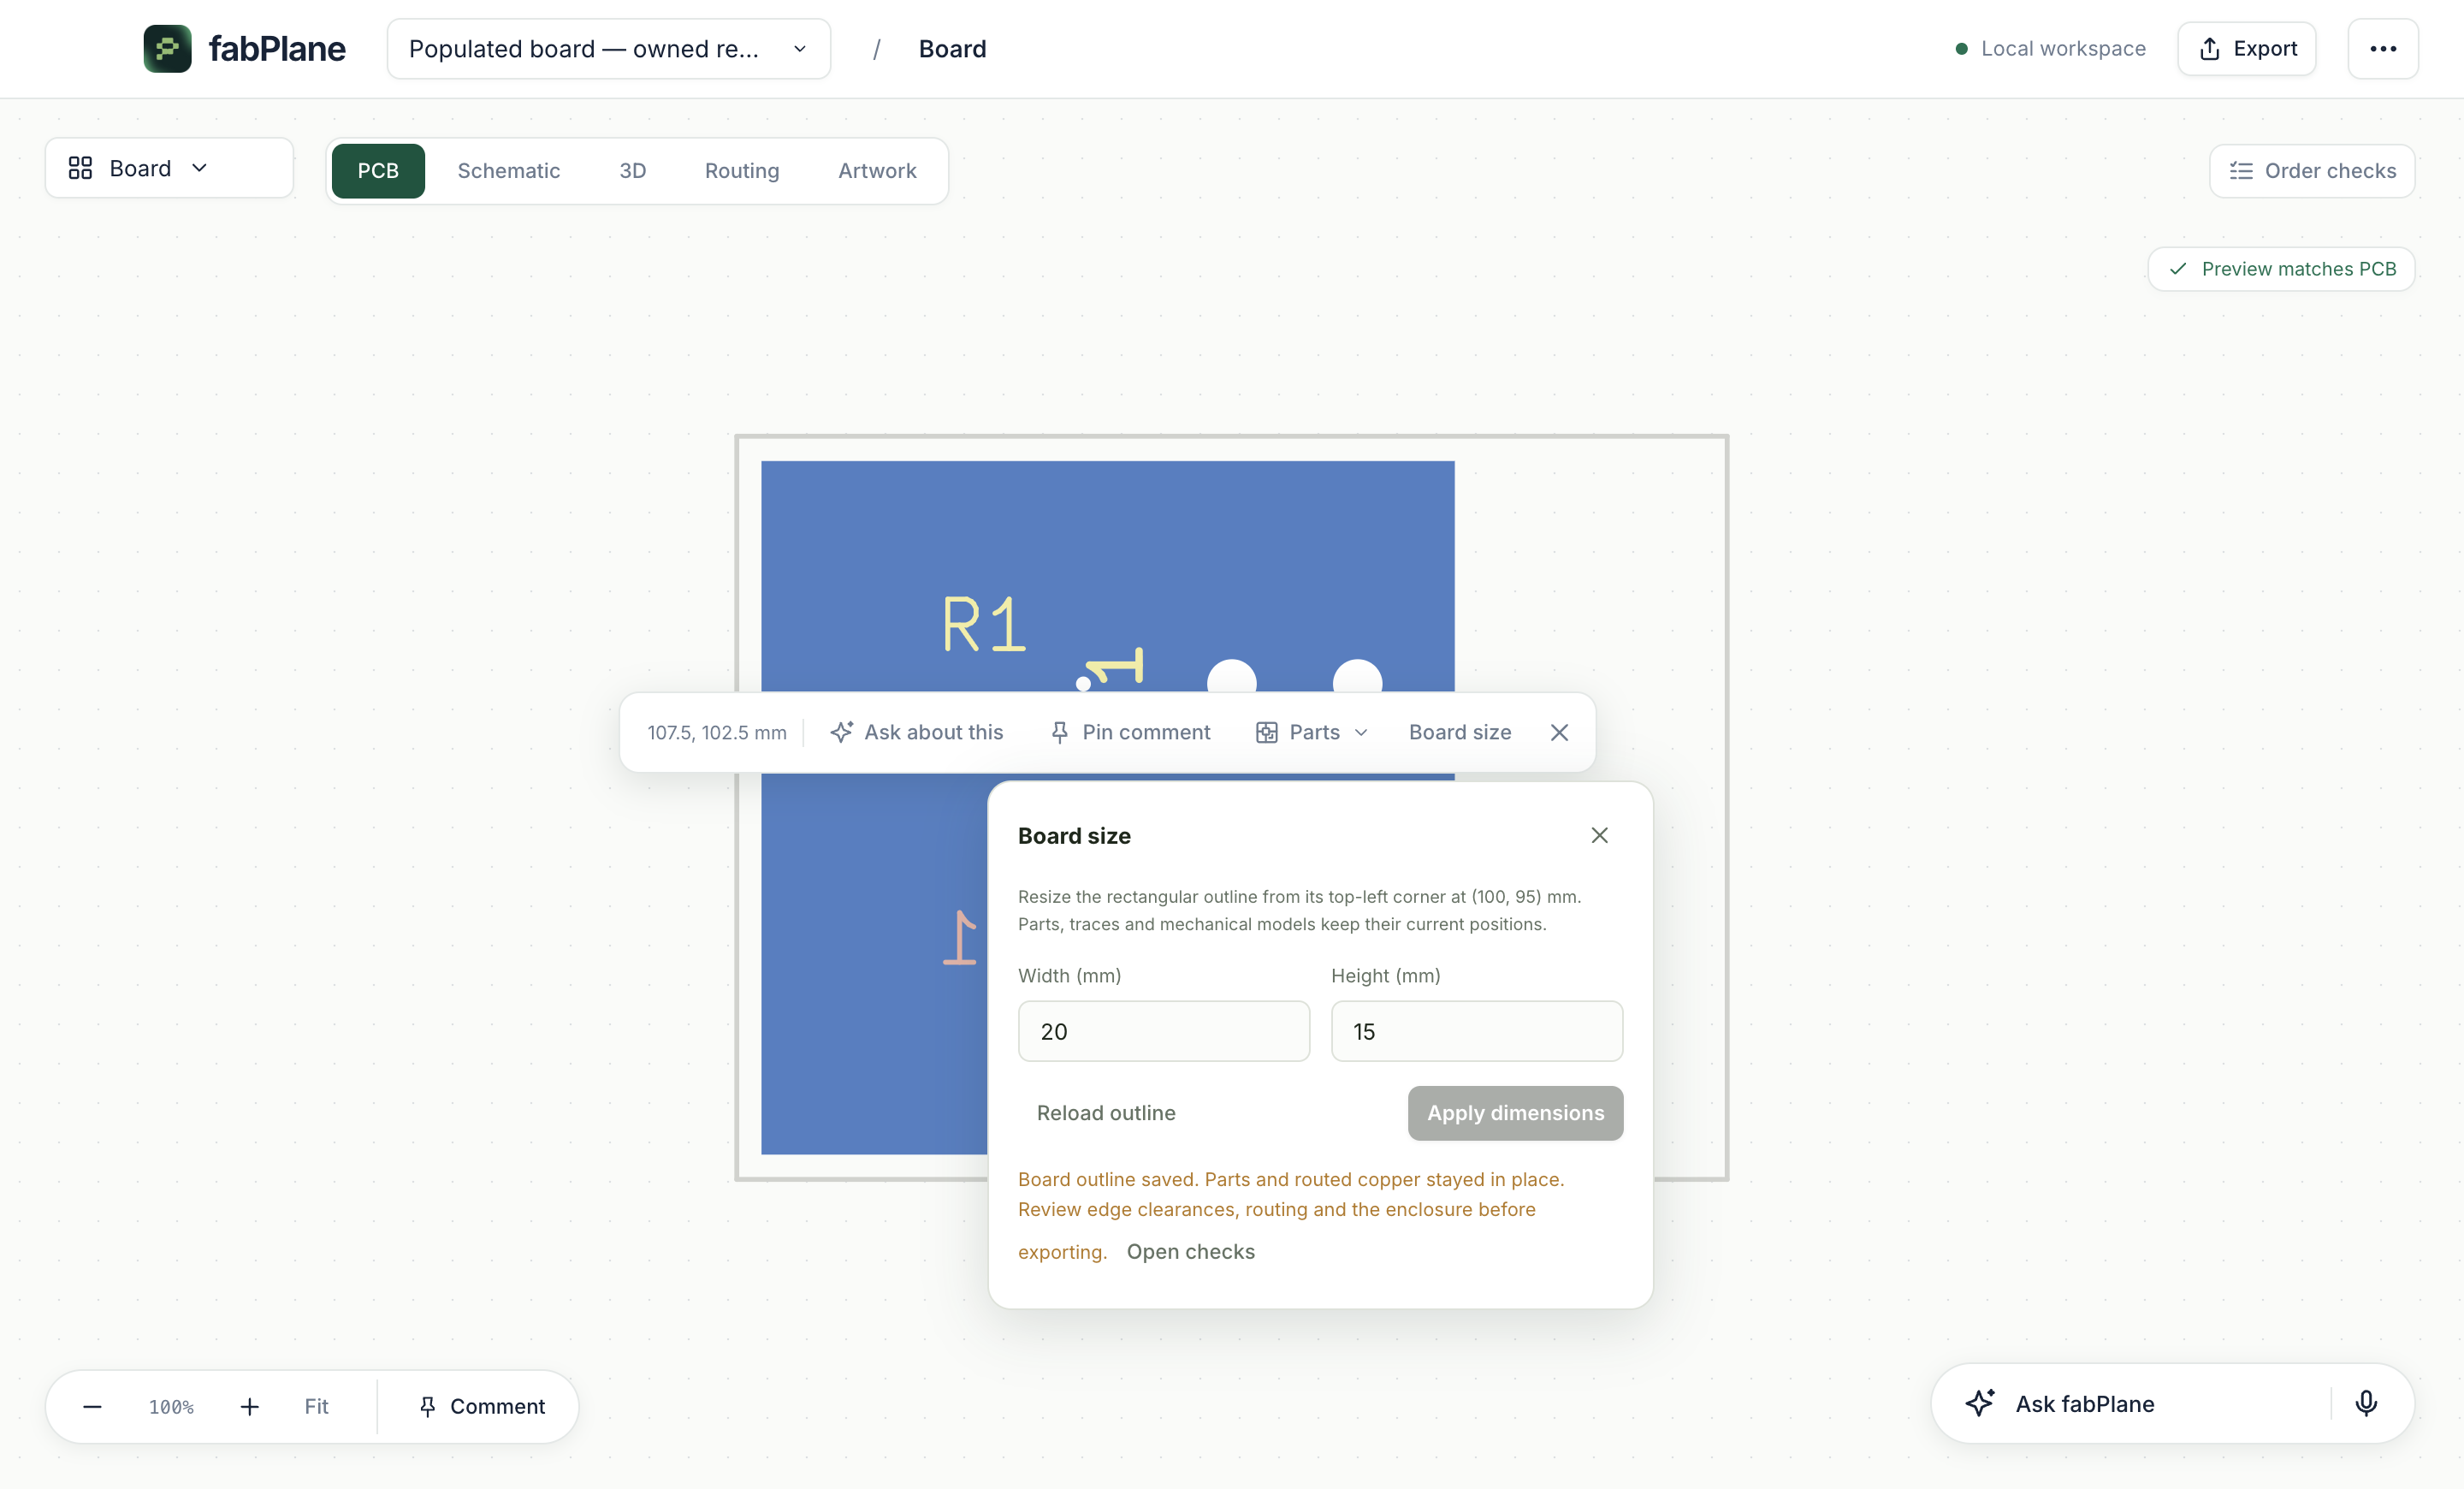 fabPlane
Populated board — owned re...
/
Board
Local workspace
Export
Board
PCB
Schematic
3D
Routing
Artwork
Order checks
Preview matches PCB
R1
1
107.5, 102.5 mm
Ask about this
Pin comment
Parts
Board size
Board size
Resize the rectangular outline from its top-left corner at (100, 95) mm.
Parts, traces and mechanical models keep their current positions.
Width (mm)
Height (mm)
20
15
1
Reload outline
Apply dimensions
Board outline saved. Parts and routed copper stayed in place.
Review edge clearances, routing and the enclosure before
exporting. Open checks
100%
Fit
Comment
Ask fabPlane